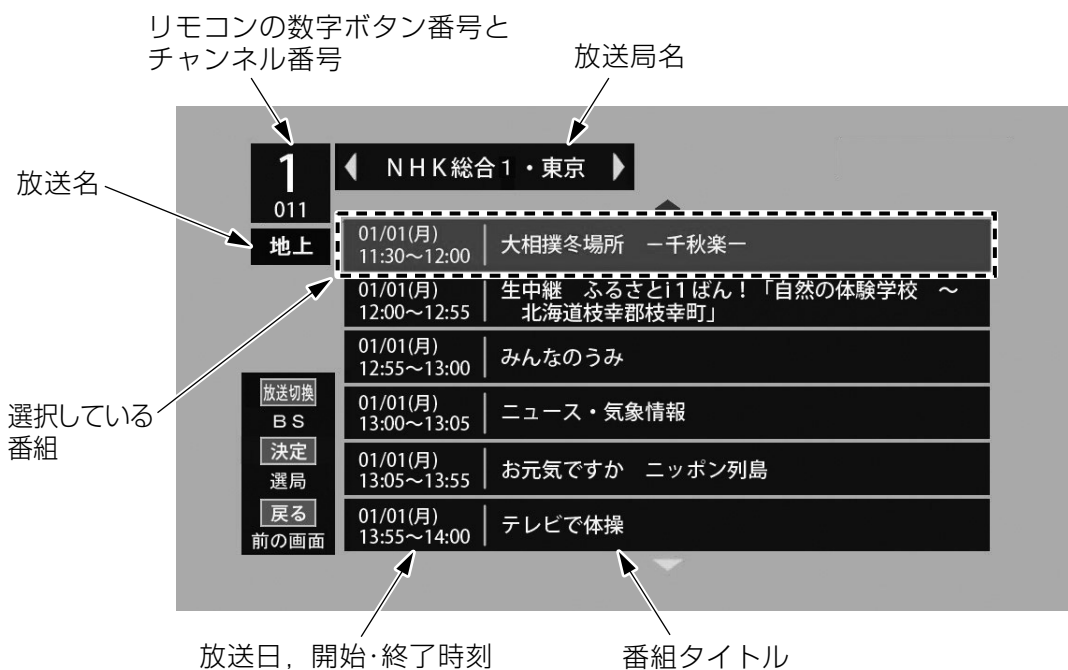 リモコンの数字ボタン番号と
チャンネル番号
放送局名
放送名
1
011
地上
NHK総合1・東京
01/01(月)
11:30～12:00
大相撲冬場所　－千秋楽－
01/01(月)
12:00～12:55
生中継　ふるさとi1ばん！「自然の体験学校　～
北海道枝幸郡枝幸町」
01/01(月)
12:55～13:00
みんなのうみ
01/01(月)
13:00～13:05
ニュース・気象情報
01/01(月)
13:05～13:55
お元気ですか　ニッポン列島
01/01(月)
13:55～14:00
テレビで体操
選択している
番組
放送切換
BS
決定
選局
戻る
前の画面
放送日，開始・終了時刻
番組タイトル